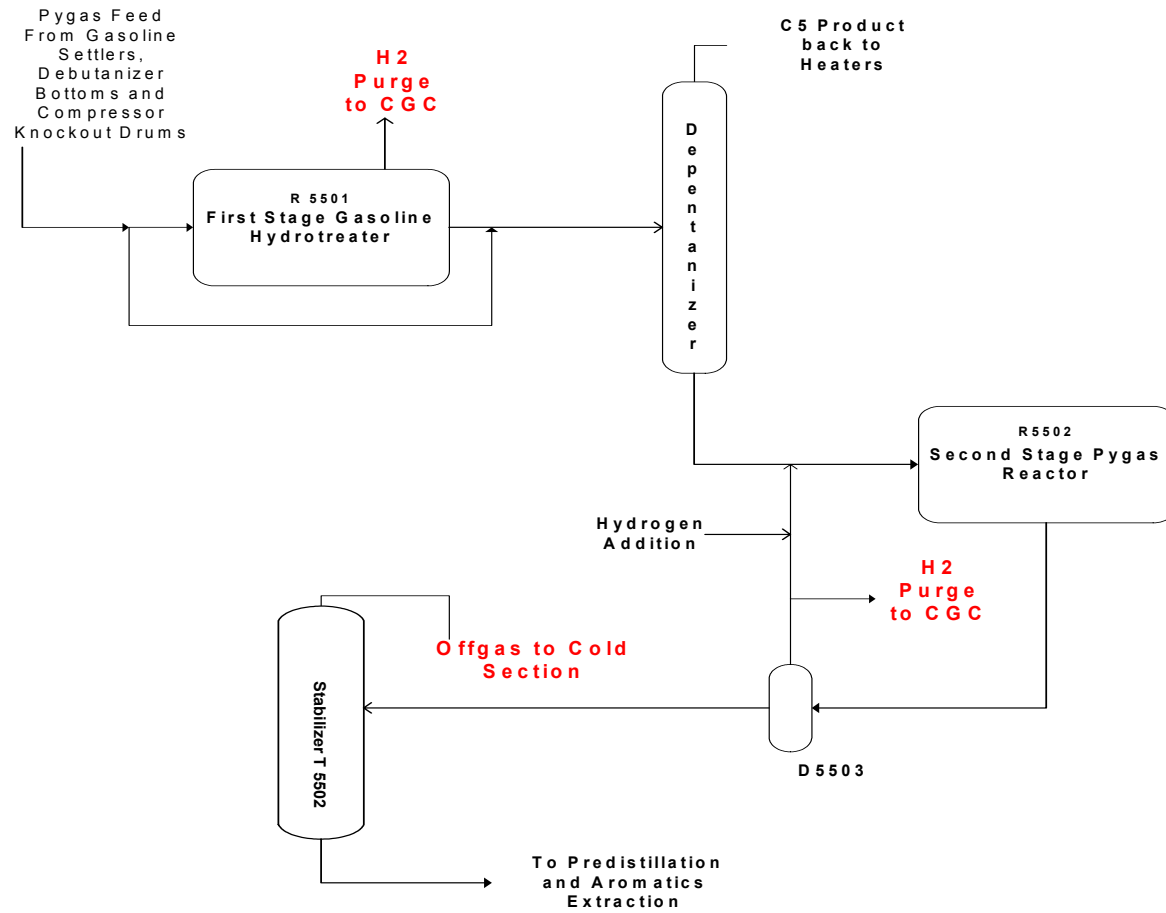 Pygas Feed
From Gasoline
Settlers,
Debutanizer
Bottoms and
Compressor
Knockout Drums
H2
Purge
to CGC
C5 Product
back to
Heaters
R 5501
First Stage Gasoline
Hydrotreater
Depentanizer
R5502
Second Stage Pygas
Reactor
Hydrogen
Addition
H2
Purge
to CGC
Offgas to Cold
Section
Stabilizer T 5502
D5503
To Predistillation
and Aromatics
Extraction